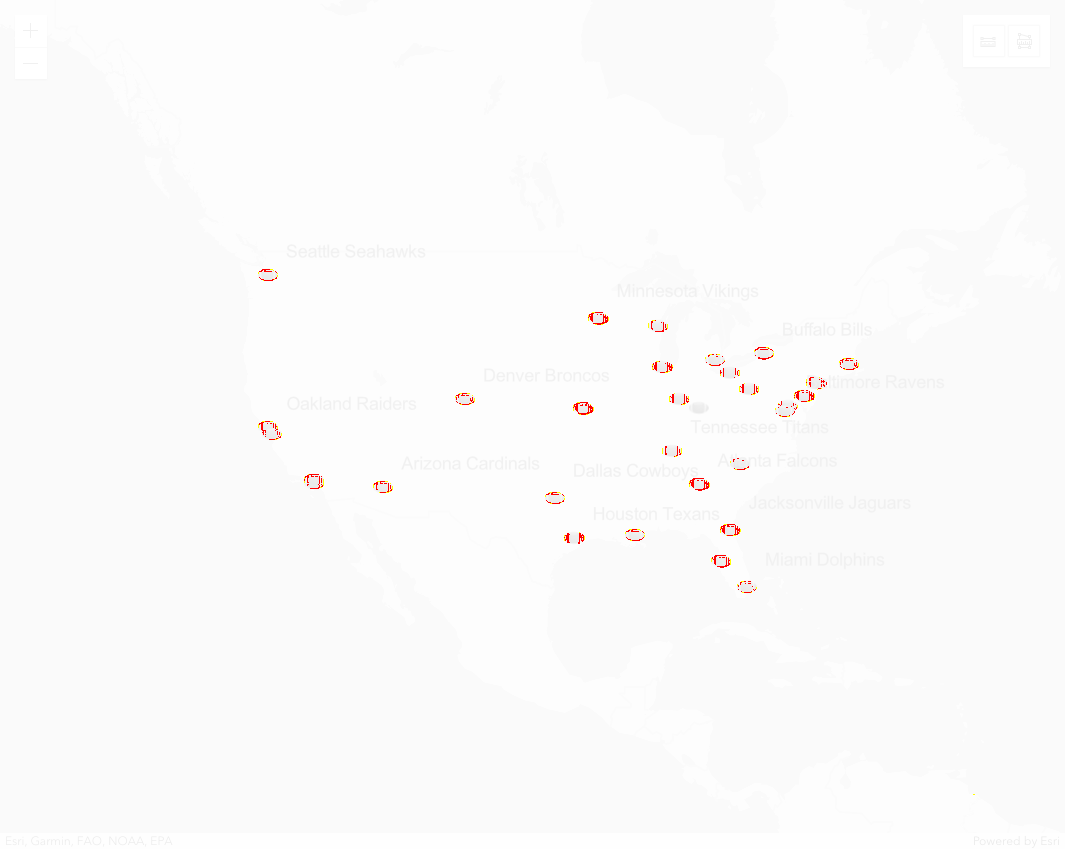 Seattle Seahawks
Minnesota Vikings
Buffalo Bills
Denver Broncos
timore Ravens
Oakland Raiders
Tennessee Titans
Arizona Cardinals
Dallas Cowboys
Atlanta Falcons
Jacksonville Jaguars
Houston Texans
Miami Dolphins
Esri, Garmin, FAO, NOAA, EPA
Powered by Esri